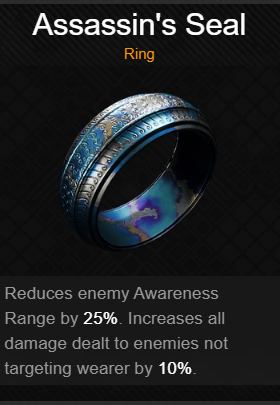 Assassin's Seal
Ring
Reduces enemy Awareness
Range by 25%. Increases all
damage dealt to enemies not
targeting wearer by 10%.